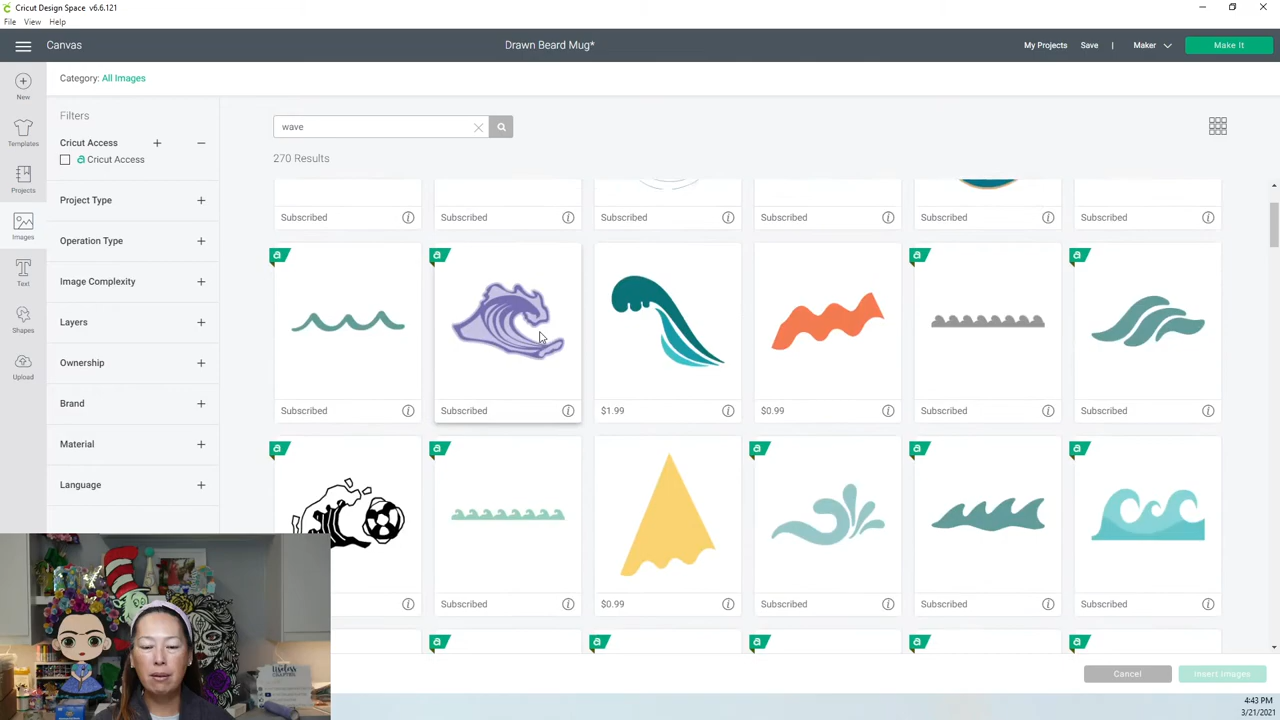 Cricut Design Space v6.6.121
File View Help
Canvas
Drawn Beard Mug*
My Projects Save | Maker Make It
New
Templates
Projects
Images
Text
Shapes
Upload
Category: All Images
Filters
Cricut Access
Cricut Access
Project Type
Operation Type
Image Complexity
Layers
Ownership
Brand
Material
Language
wave
270 Results
Subscribed Subscribed Subscribed Subscribed Subscribed Subscribed
Subscribed Subscribed $1.99 $0.99 Subscribed Subscribed
Subscribed $0.99 Subscribed Subscribed Subscribed
Cancel Insert Images
4:43 PM
3/21/2021